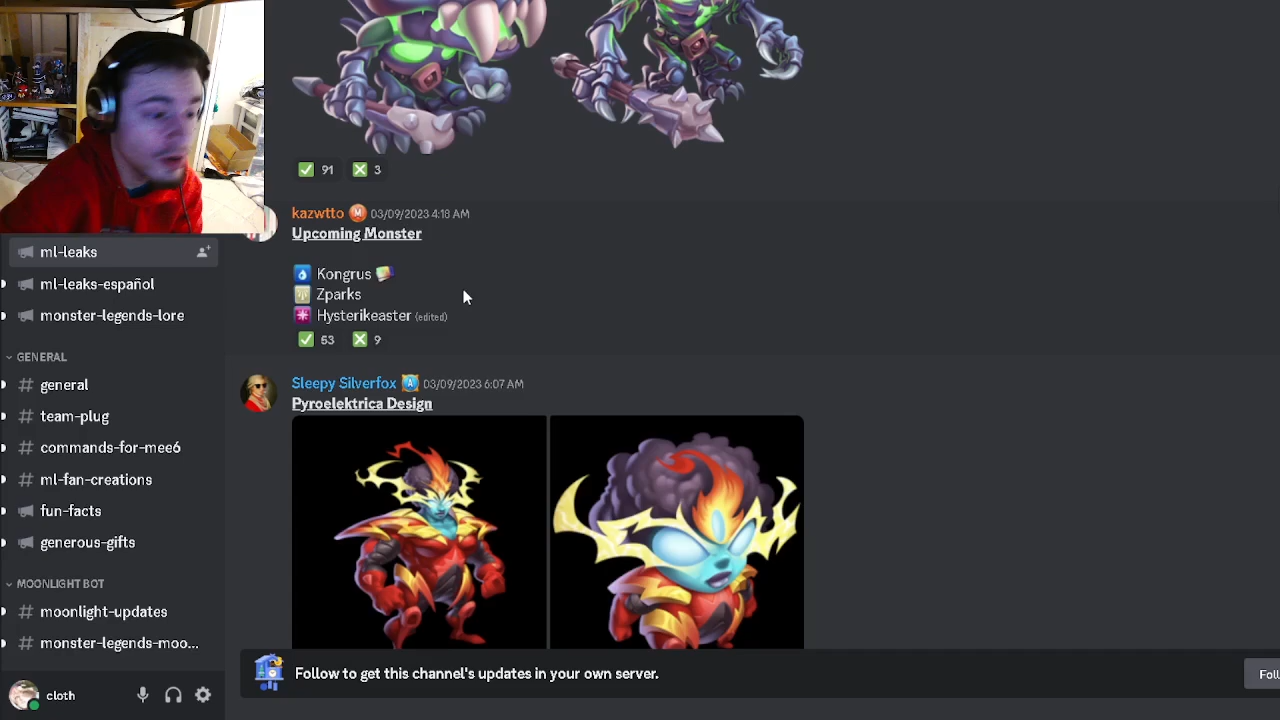 91
3
kazwtto M 03/09/2023 4:18 AM
Upcoming Monster
Kongrus
Zparks
Hysterikeaster (edited)
53
9
Sleepy Silverfox A 03/09/2023 6:07 AM
Pyroelektrica Design
ml-leaks
ml-leaks-español
monster-legends-lore
GENERAL
general
team-plug
commands-for-mee6
ml-fan-creations
fun-facts
generous-gifts
MOONLIGHT BOT
moonlight-updates
monster-legends-moo...
cloth
Follow to get this channel's updates in your own server.
Foll